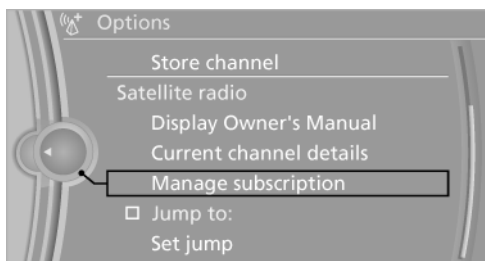 Options
Store channel
Satellite radio
Display Owner's Manual
Current channel details
Manage subscription
Jump to:
Set jump